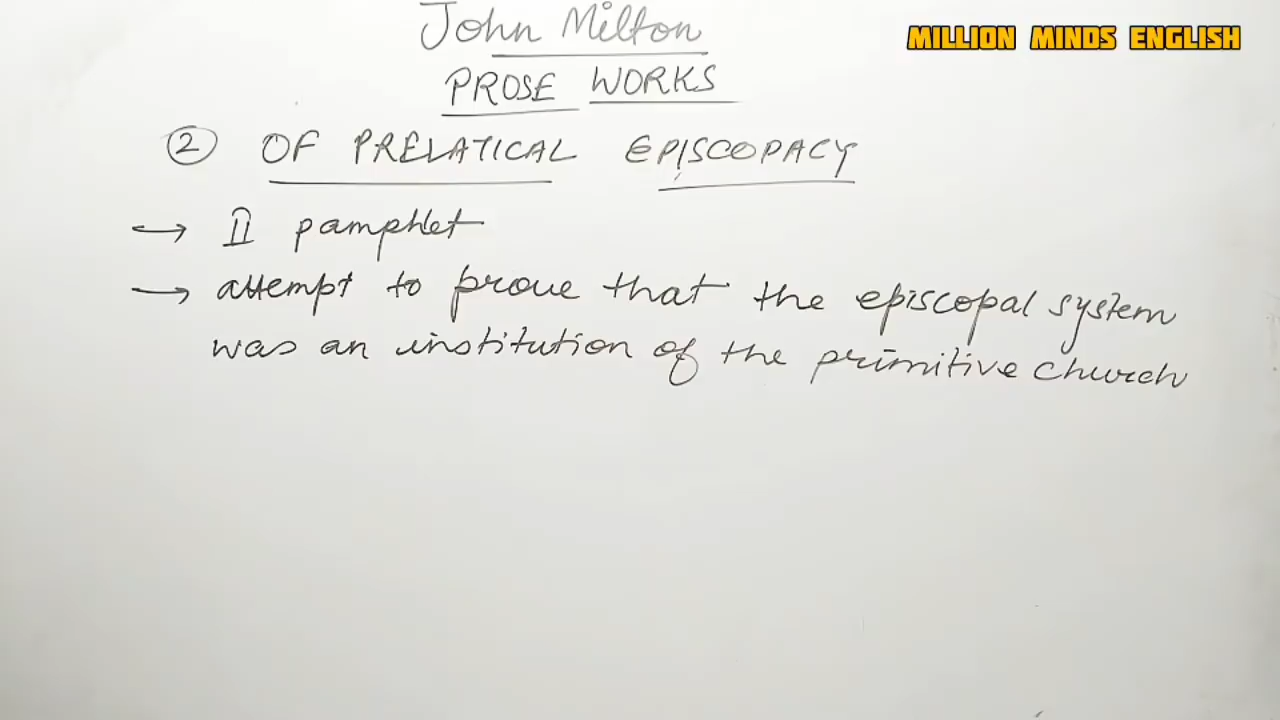 John Milton
MILLION MINDS ENGLISH
PROSE WORKS
② OF PRELATICAL EPISCOPACY
→ II pamphlet
→ attempt to prove that the episcopal system
was an institution of the primitive church